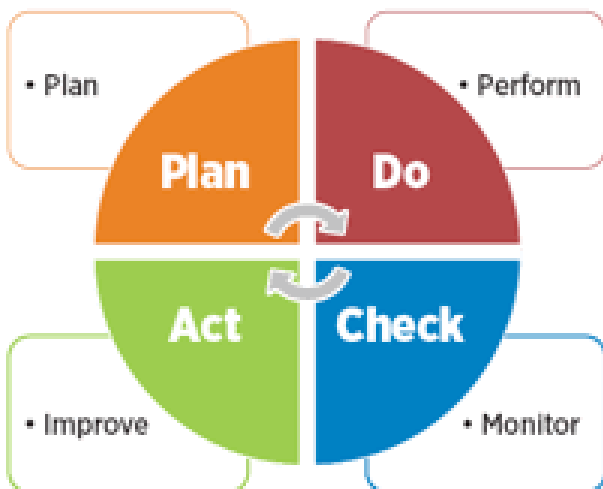 • Plan
• Perform
Plan
Do
Act
Check
• Improve
• Monitor